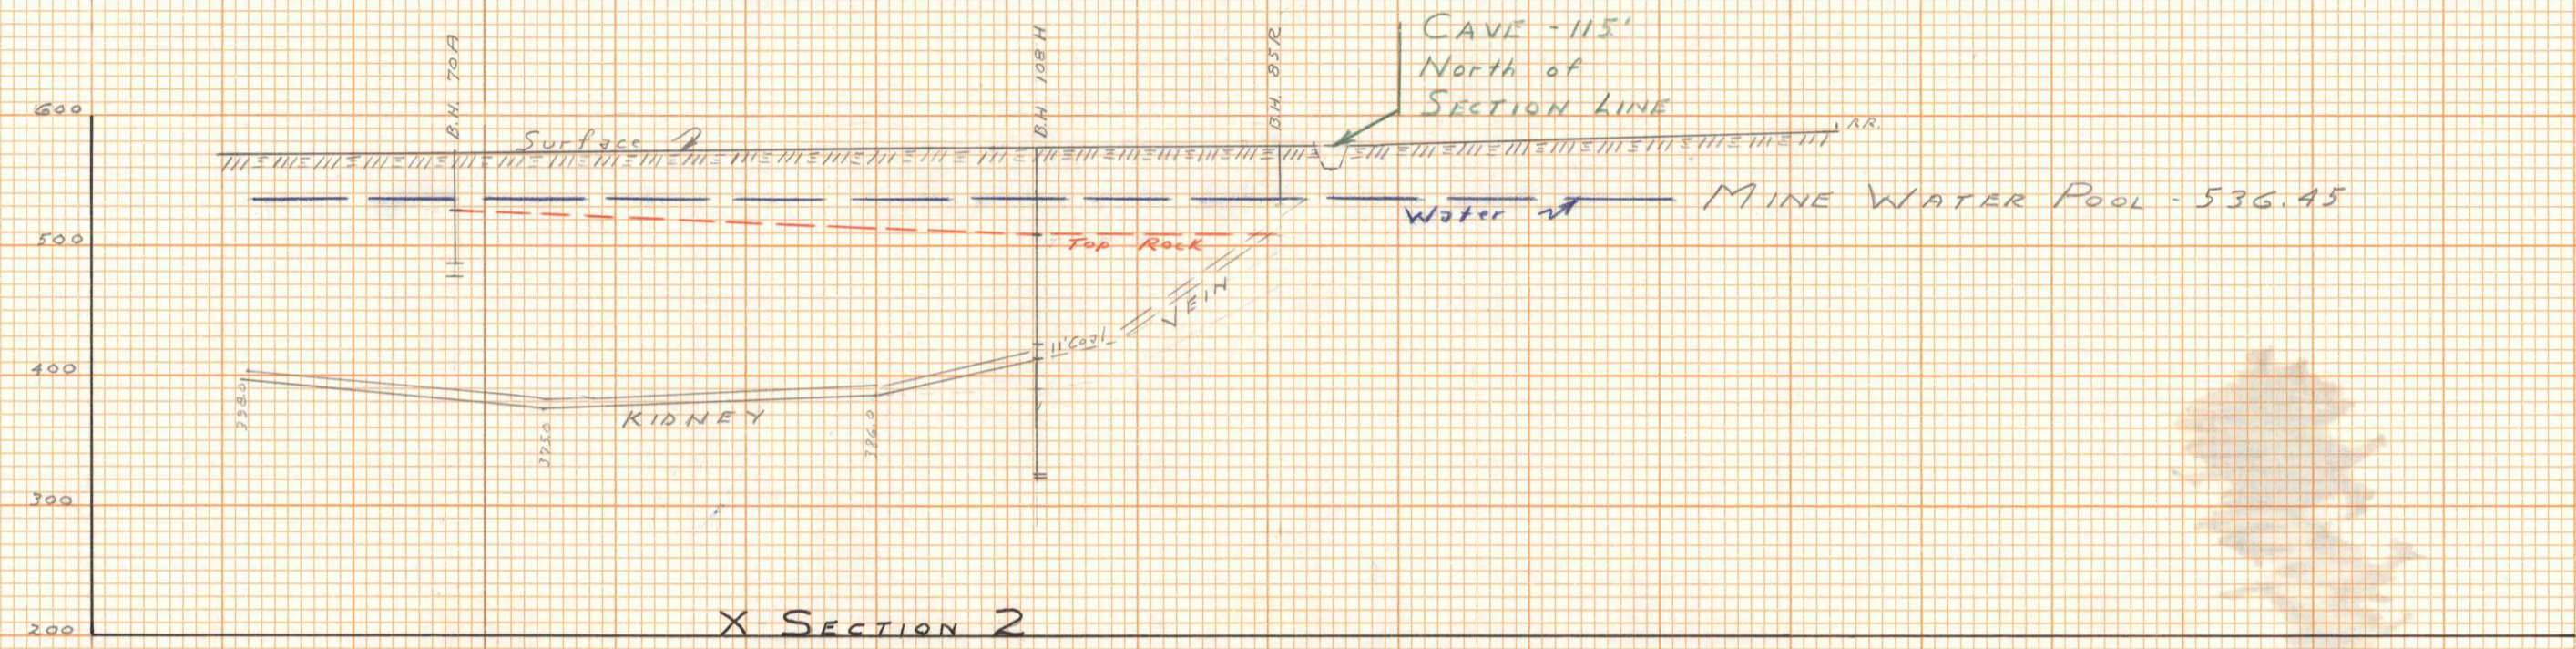 CAVE - 115'
North of
SECTION LINE
B.H. 70A
B.H. 108 H
B.H. 85R
600
Surface
R.R.
MINE WATER POOL - 536.45
Water
500
TOP ROCK
VEIN
11' Coal
400
398.0
KIDNEY
375.0
386.0
300
200
X SECTION 2